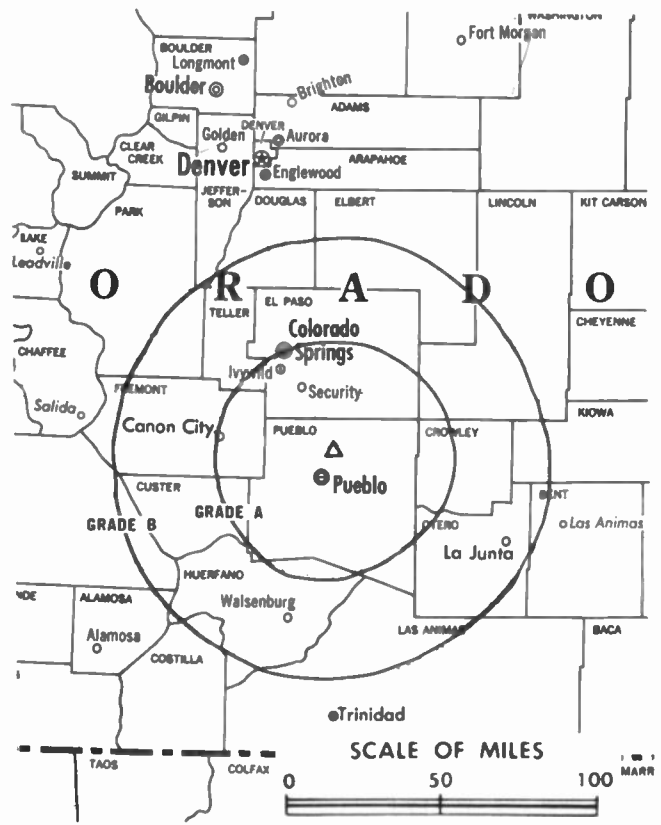 WASHINGTON
Fort Morgan
BOULDER
Longmont
Boulder
Brighton
ADAMS
GILPIN
DENVER
Golden
Aurora
CLEAR
CREEK
Denver
ARAPAHOE
Englewood
SUMMIT
JEFFER-
SON
DOUGLAS
ELBERT
LINCOLN
KIT CARSON
PARK
LAKE
Leadville
O R A D O
EL PASO
TELLER
CHEYENNE
Colorado
Springs
CHAFFEE
Ivywild
FREMONT
Security
Salida
KIOWA
Canon City
PUEBLO
CROWLEY
Pueblo
CUSTER
BENT
GRADE A
GRADE B
OTERO
Las Animas
La Junta
HUERFANO
NDE
ALAMOSA
Walsenburg
LAS ANIMAS
BACA
Alamosa
COSTILLA
Trinidad
SCALE OF MILES
TAOS
COLFAX
MARR
0 50 100